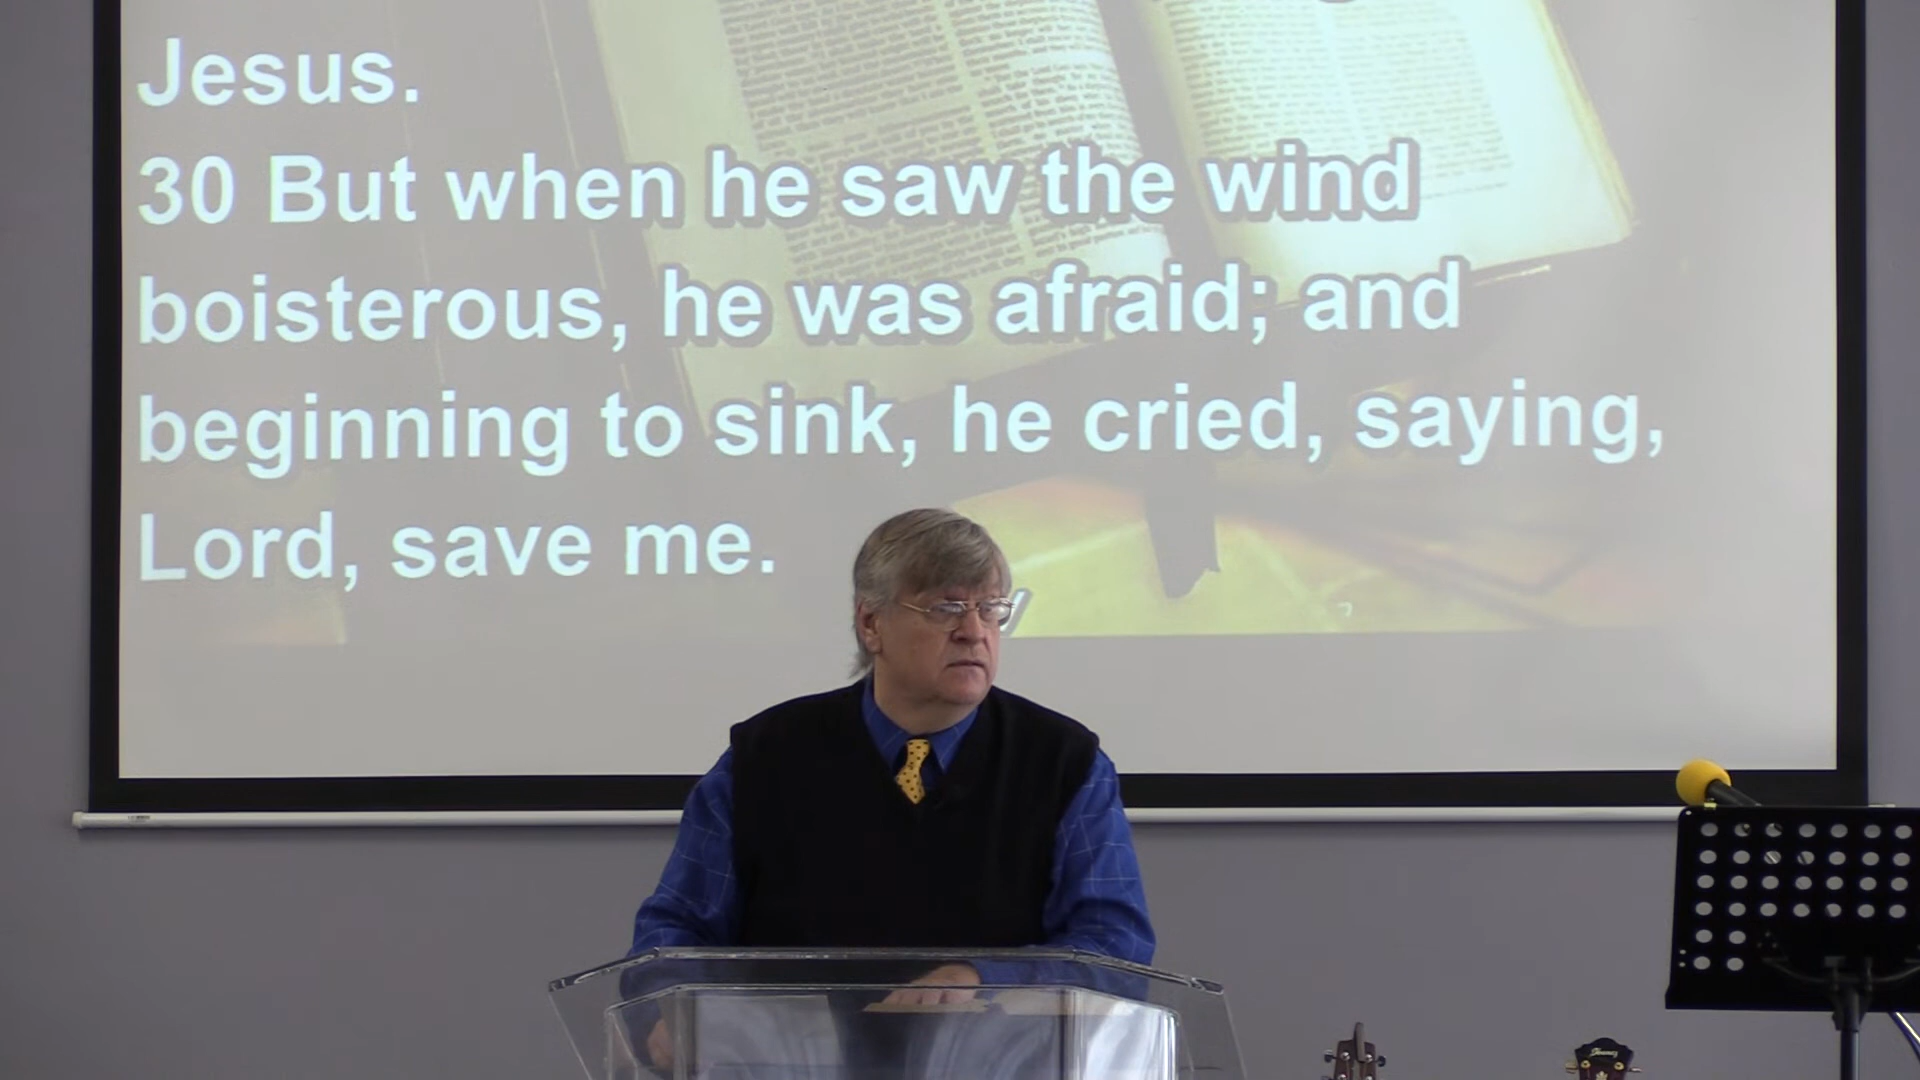 Jesus.
30 But when he saw the wind
boisterous, he was afraid; and
beginning to sink, he cried, saying,
Lord, save me.
Ibanez